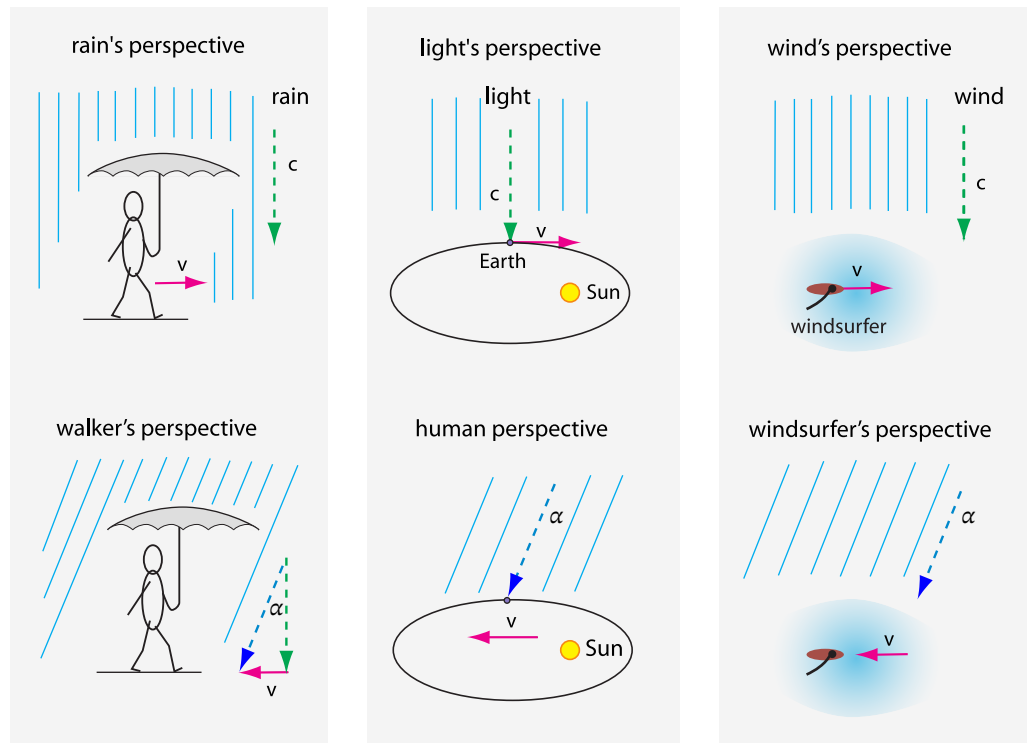 rain's perspective
rain
c
v
light's perspective
light
c
v
Earth
Sun
wind's perspective
wind
c
v
windsurfer
walker's perspective
α
v
human perspective
α
v
Sun
windsurfer's perspective
α
v